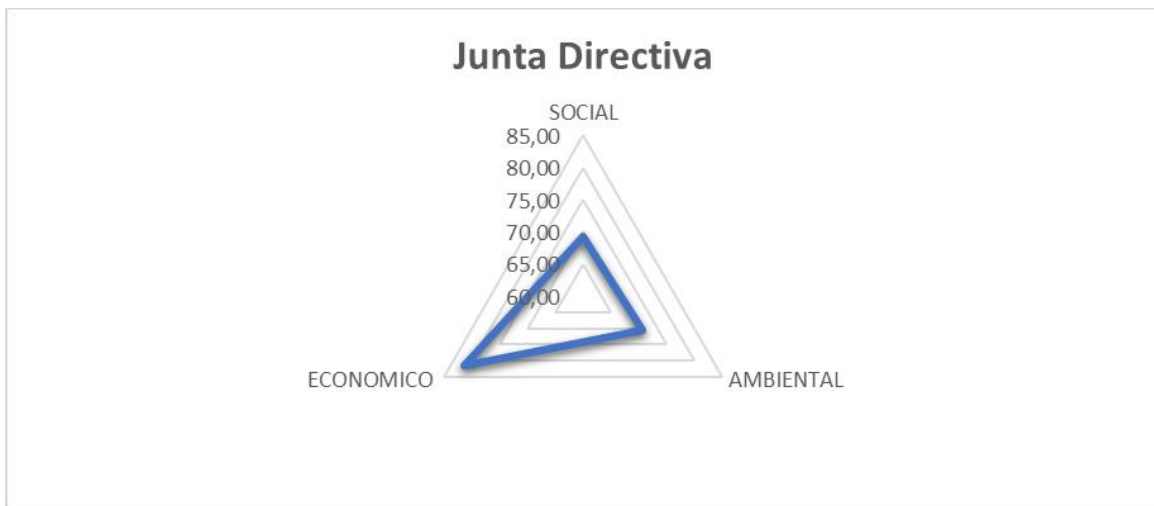 Junta Directiva
SOCIAL
85,00
80,00
75,00
70,00
65,00
60,00
ECONOMICO
AMBIENTAL